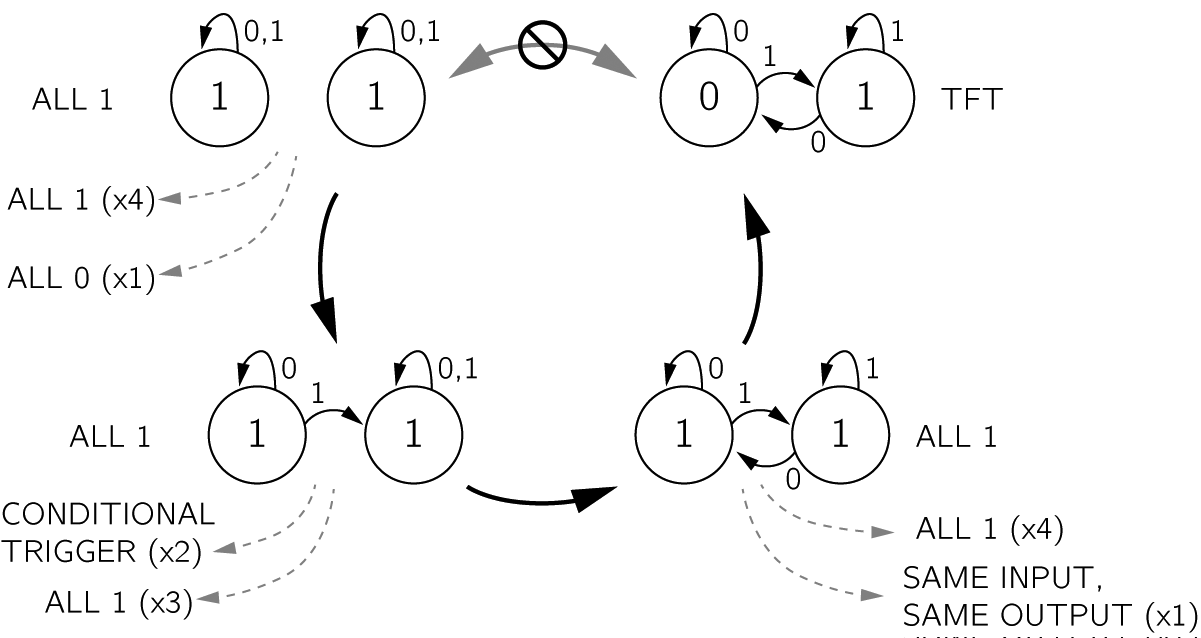 0,1
0,1
0
1
ALL 1
1
1
0
1
1
TFT
0
ALL 1 (x4)
ALL 0 (x1)
0
0,1
0
1
1
1
ALL 1
1
1
1
1
ALL 1
0
CONDITIONAL
TRIGGER (x2)
ALL 1 (x3)
ALL 1 (x4)
SAME INPUT,
SAME OUTPUT (x1)